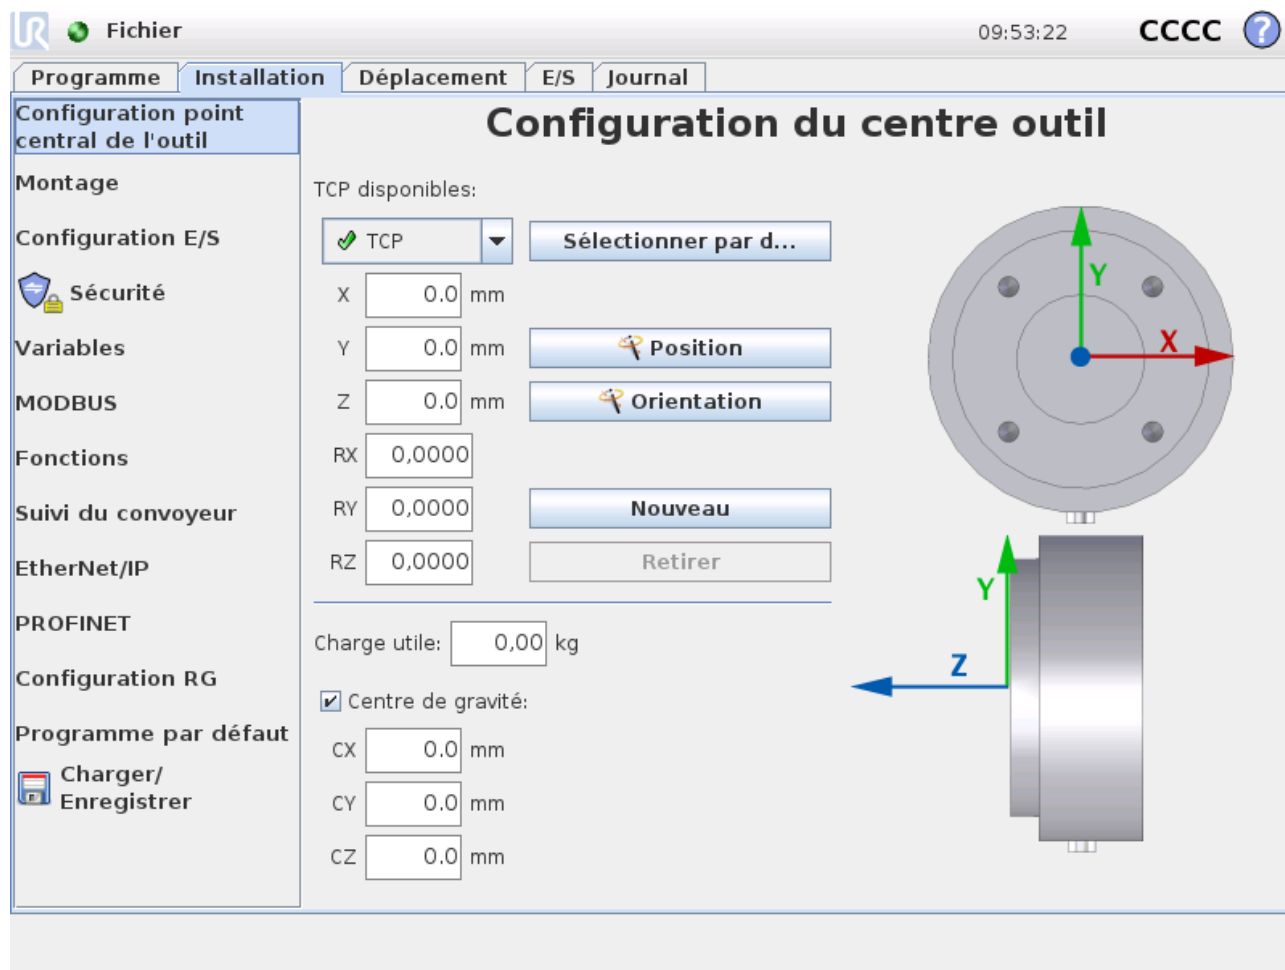 UR Fichier 09:53:22 CCCC ?
Programme Installation Déplacement E/S Journal
Configuration point
central de l'outil
Montage
Configuration E/S
Sécurité
Variables
MODBUS
Fonctions
Suivi du convoyeur
EtherNet/IP
PROFINET
Configuration RG
Programme par défaut
Charger/
Enregistrer
Configuration du centre outil
TCP disponibles:
TCP Sélectionner par d...
X 0.0 mm
Y 0.0 mm Position
Z 0.0 mm Orientation
RX 0,0000
RY 0,0000 Nouveau
RZ 0,0000 Retirer
Charge utile: 0,00 kg
Centre de gravité:
CX 0.0 mm
CY 0.0 mm
CZ 0.0 mm
Y
X
Y
Z